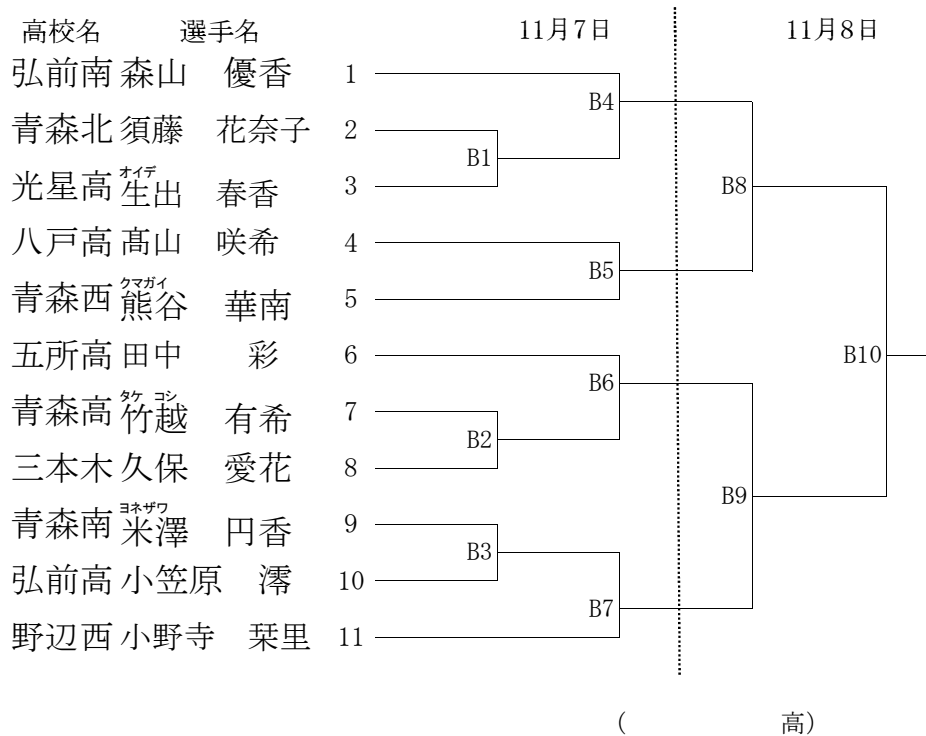 高校名 選手名 11月7日 11月8日
弘前南 森山 優香 1
B4
青森北 須藤 花奈子 2
B1
オイデ
光星高 生出 春香 3
B8
八戸高 髙山 咲希 4
B5
クマガイ
青森西 熊谷 華南 5
五所高 田中 彩 6
B10
B6
タケ コシ
青森高 竹越 有希 7
B2
三本木 久保 愛花 8
B9
ヨネザワ
青森南 米澤 円香 9
B3
弘前高 小笠原 澪 10
B7
野辺西 小野寺 栞里 11
( 高)